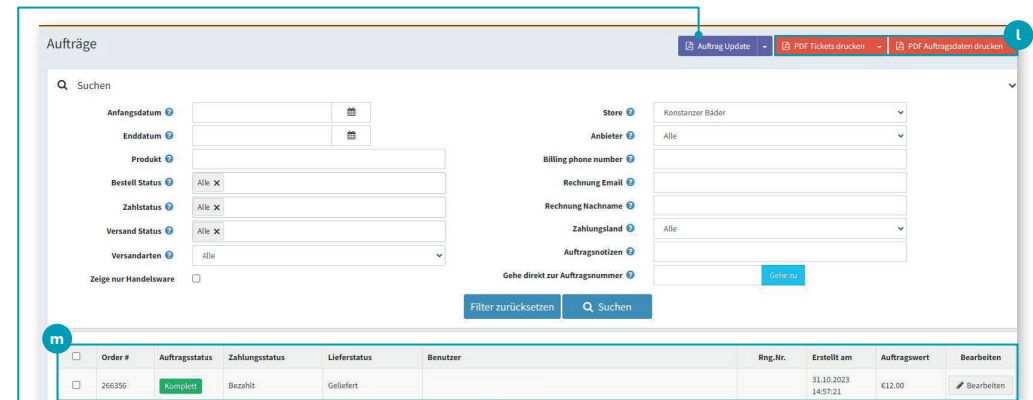 l
Aufträge
Auftrag Update
PDF Tickets drucken
PDF Auftragsdaten drucken
Suchen
Anfangsdatum ?
Store ?
Konstanzer Bäder
Enddatum ?
Anbieter ?
Alle
Produkt ?
Billing phone number ?
Bestell Status ?
Alle ×
Rechnung Email ?
Zahlstatus ?
Alle ×
Rechnung Nachname ?
Versand Status ?
Alle ×
Zahlungsland ?
Alle
Versandarten ?
Alle
Auftragsnotizen ?
Zeige nur Handelsware
Gehe direkt zur Auftragsnummer ?
Gehe zu
Filter zurücksetzen
Suchen
m
Order # Auftragsstatus Zahlungsstatus Lieferstatus Benutzer Rng.Nr. Erstellt am Auftragswert Bearbeiten
266356 Komplett Bezahlt Geliefert 31.10.2023 14:57:21 €12.00 Bearbeiten